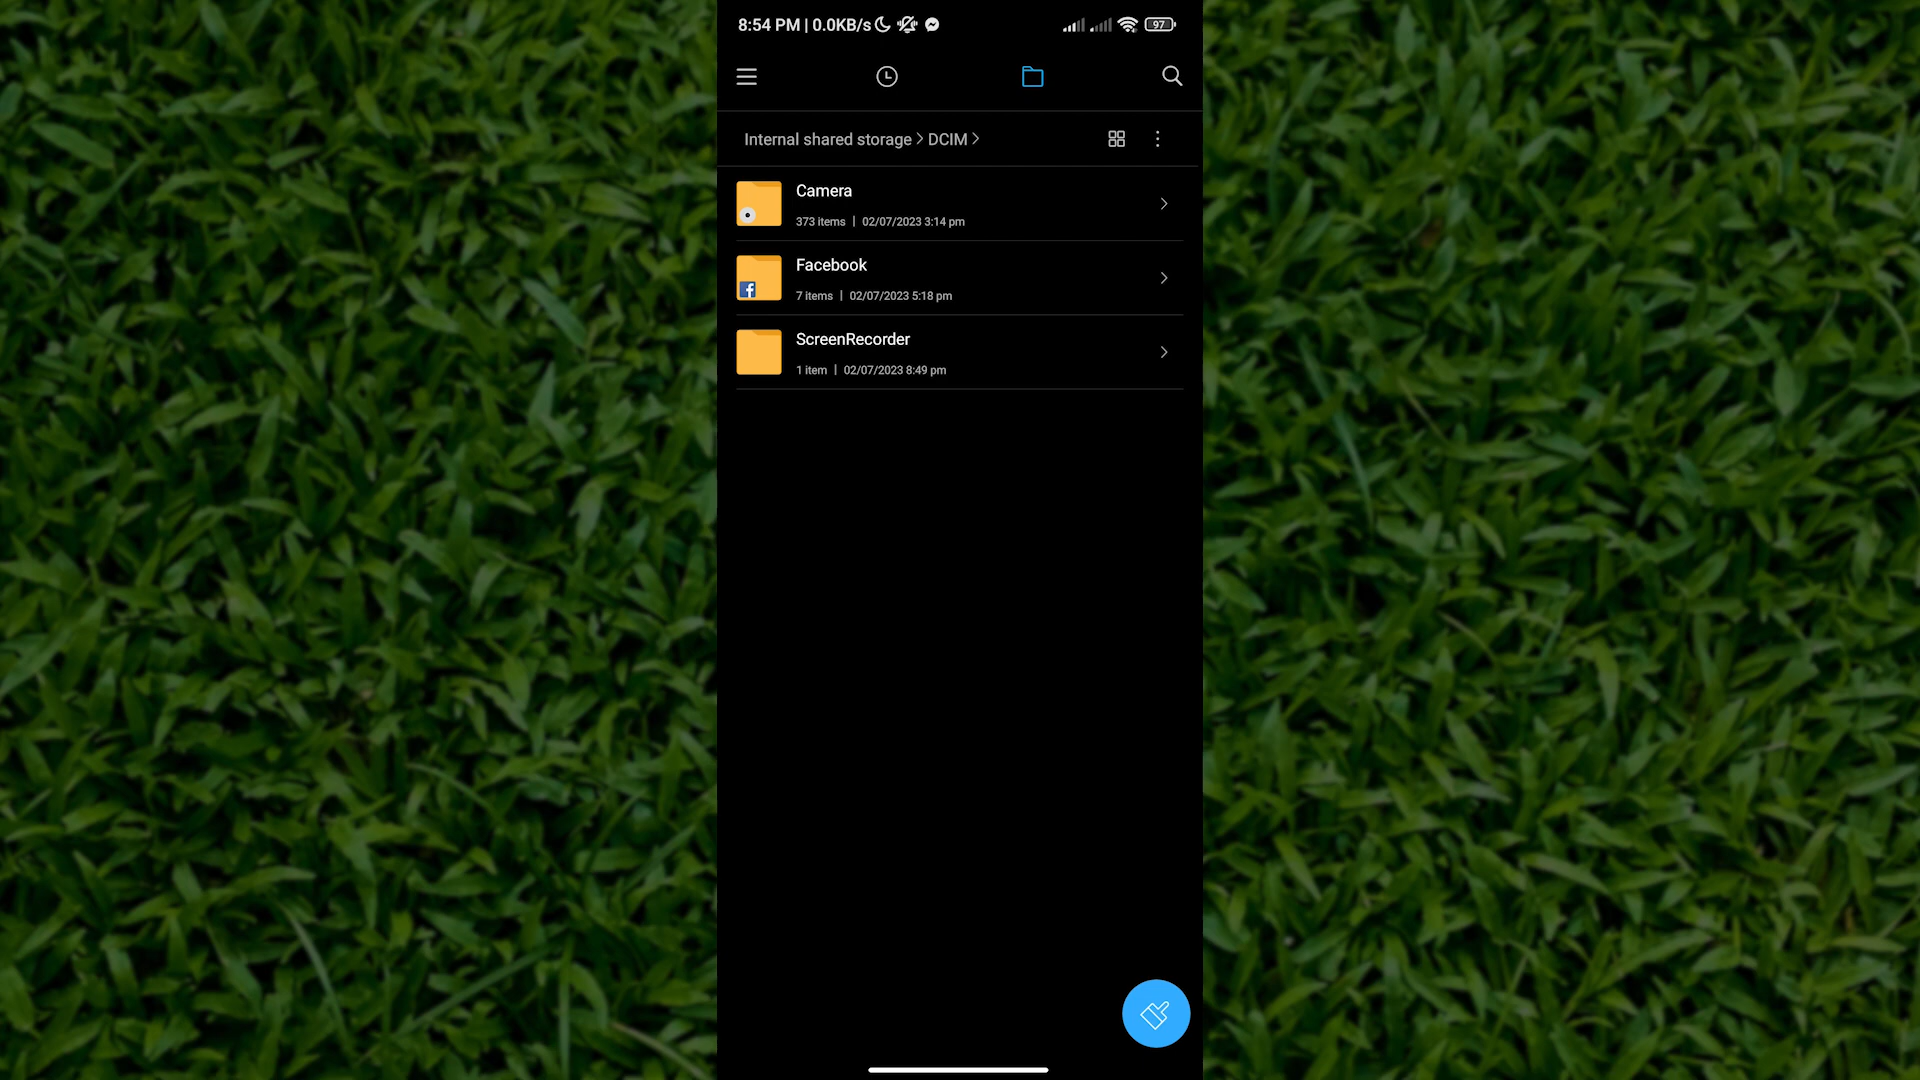 8:54 PM | 0.0KB/s 97
Internal shared storage > DCIM >
Camera
373 items | 02/07/2023 3:14 pm
Facebook
7 items | 02/07/2023 5:18 pm
ScreenRecorder
1 item | 02/07/2023 8:49 pm